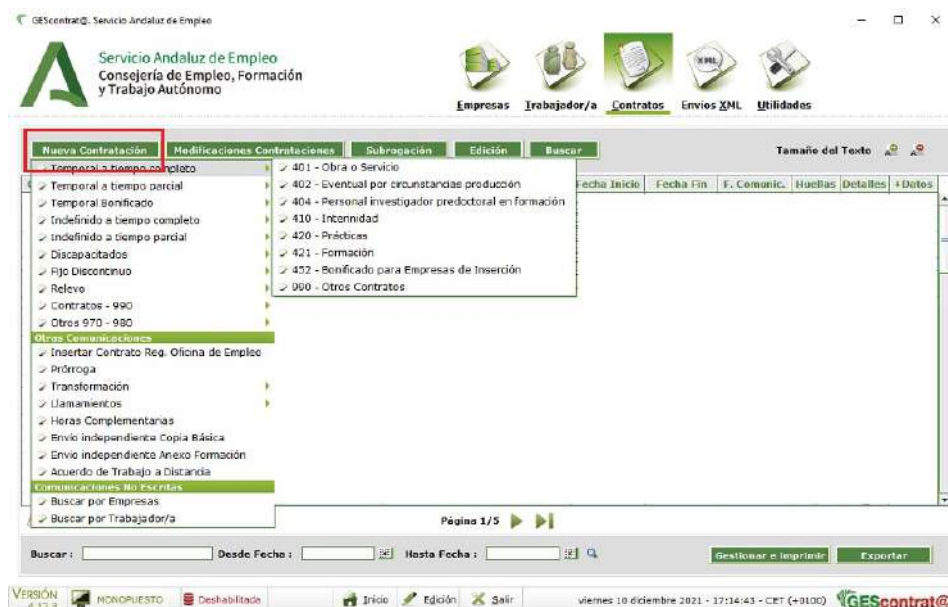 GEScontrat@. Servicio Andaluz de Empleo
Servicio Andaluz de Empleo
Consejería de Empleo, Formación
y Trabajo Autónomo
XML
Empresas Trabajador/a Contratos Envíos XML Utilidades
Nueva Contratación Modificaciones Contrataciones Subrogación Edición Buscar Tamaño del Texto
Temporal a tiempo completo
Temporal a tiempo parcial
Temporal Bonificado
Indefinido a tiempo completo
Indefinido a tiempo parcial
Discapacitados
Fijo Discontinuo
Relevo
Contratos - 990
Otros 970 - 980
Otras Comunicaciones
Insertar Contrato Reg. Oficina de Empleo
Prórroga
Transformación
Llamamientos
Horas Complementarias
Envío independiente Copia Básica
Envío independiente Anexo Formación
Acuerdo de Trabajo a Distancia
Comunicaciones No Escritas
Buscar por Empresas
Buscar por Trabajador/a
401 - Obra o Servicio
402 - Eventual por circunstancias producción
404 - Personal investigador predoctoral en formación
410 - Interinidad
420 - Prácticas
421 - Formación
452 - Bonificado para Empresas de Inserción
990 - Otros Contratos
Fecha Inicio Fecha Fin F. Comunic. Huellas Detalles +Datos
Página 1/5
Buscar : Desde Fecha : Hasta Fecha : Gestionar e Imprimir Exportar
VERSIÓN MONOPUESTO Deshabilitado Inicio Edición Salir viernes 10 diciembre 2021 - 17:14:43 - CET (+0100) GEScontrat@